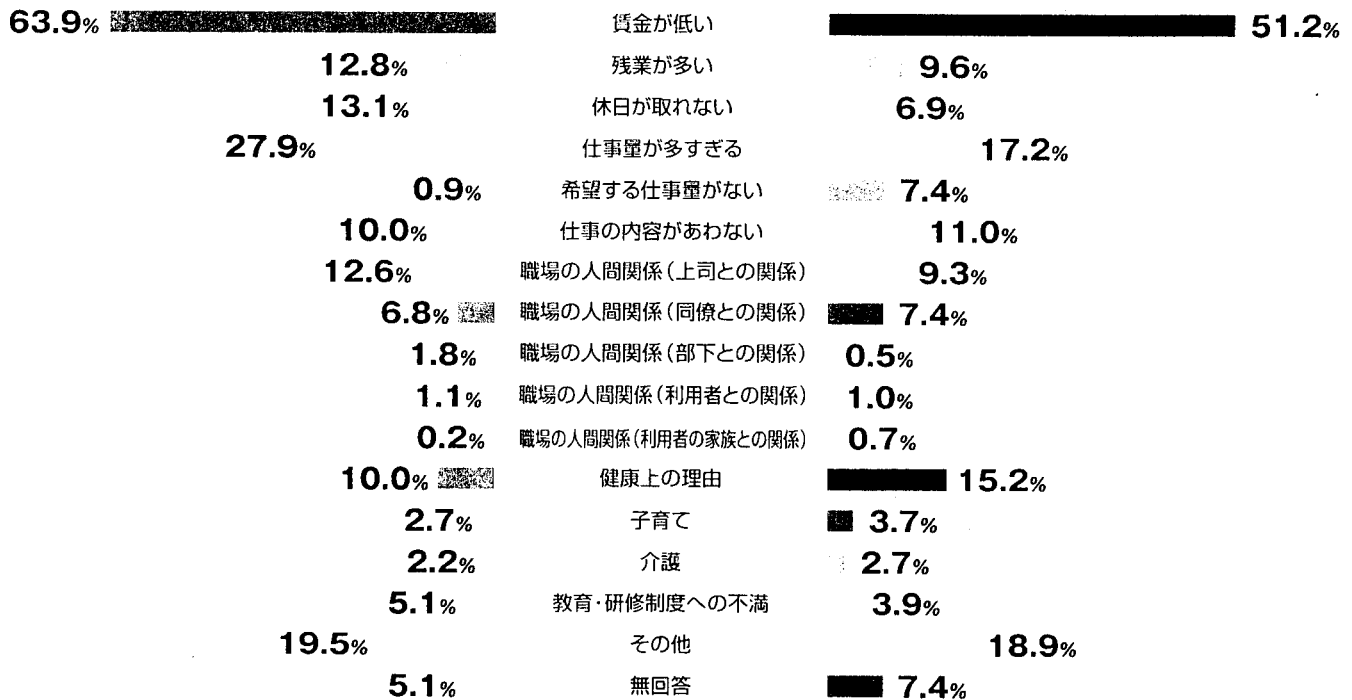 63.9% 賃金が低い 51.2%
12.8% 残業が多い 9.6%
13.1% 休日が取れない 6.9%
27.9% 仕事量が多すぎる 17.2%
0.9% 希望する仕事量がない 7.4%
10.0% 仕事の内容があわない 11.0%
12.6% 職場の人間関係(上司との関係) 9.3%
6.8% 職場の人間関係(同僚との関係) 7.4%
1.8% 職場の人間関係(部下との関係) 0.5%
1.1% 職場の人間関係(利用者との関係) 1.0%
0.2% 職場の人間関係(利用者の家族との関係) 0.7%
10.0% 健康上の理由 15.2%
2.7% 子育て 3.7%
2.2% 介護 2.7%
5.1% 教育・研修制度への不満 3.9%
19.5% その他 18.9%
5.1% 無回答 7.4%